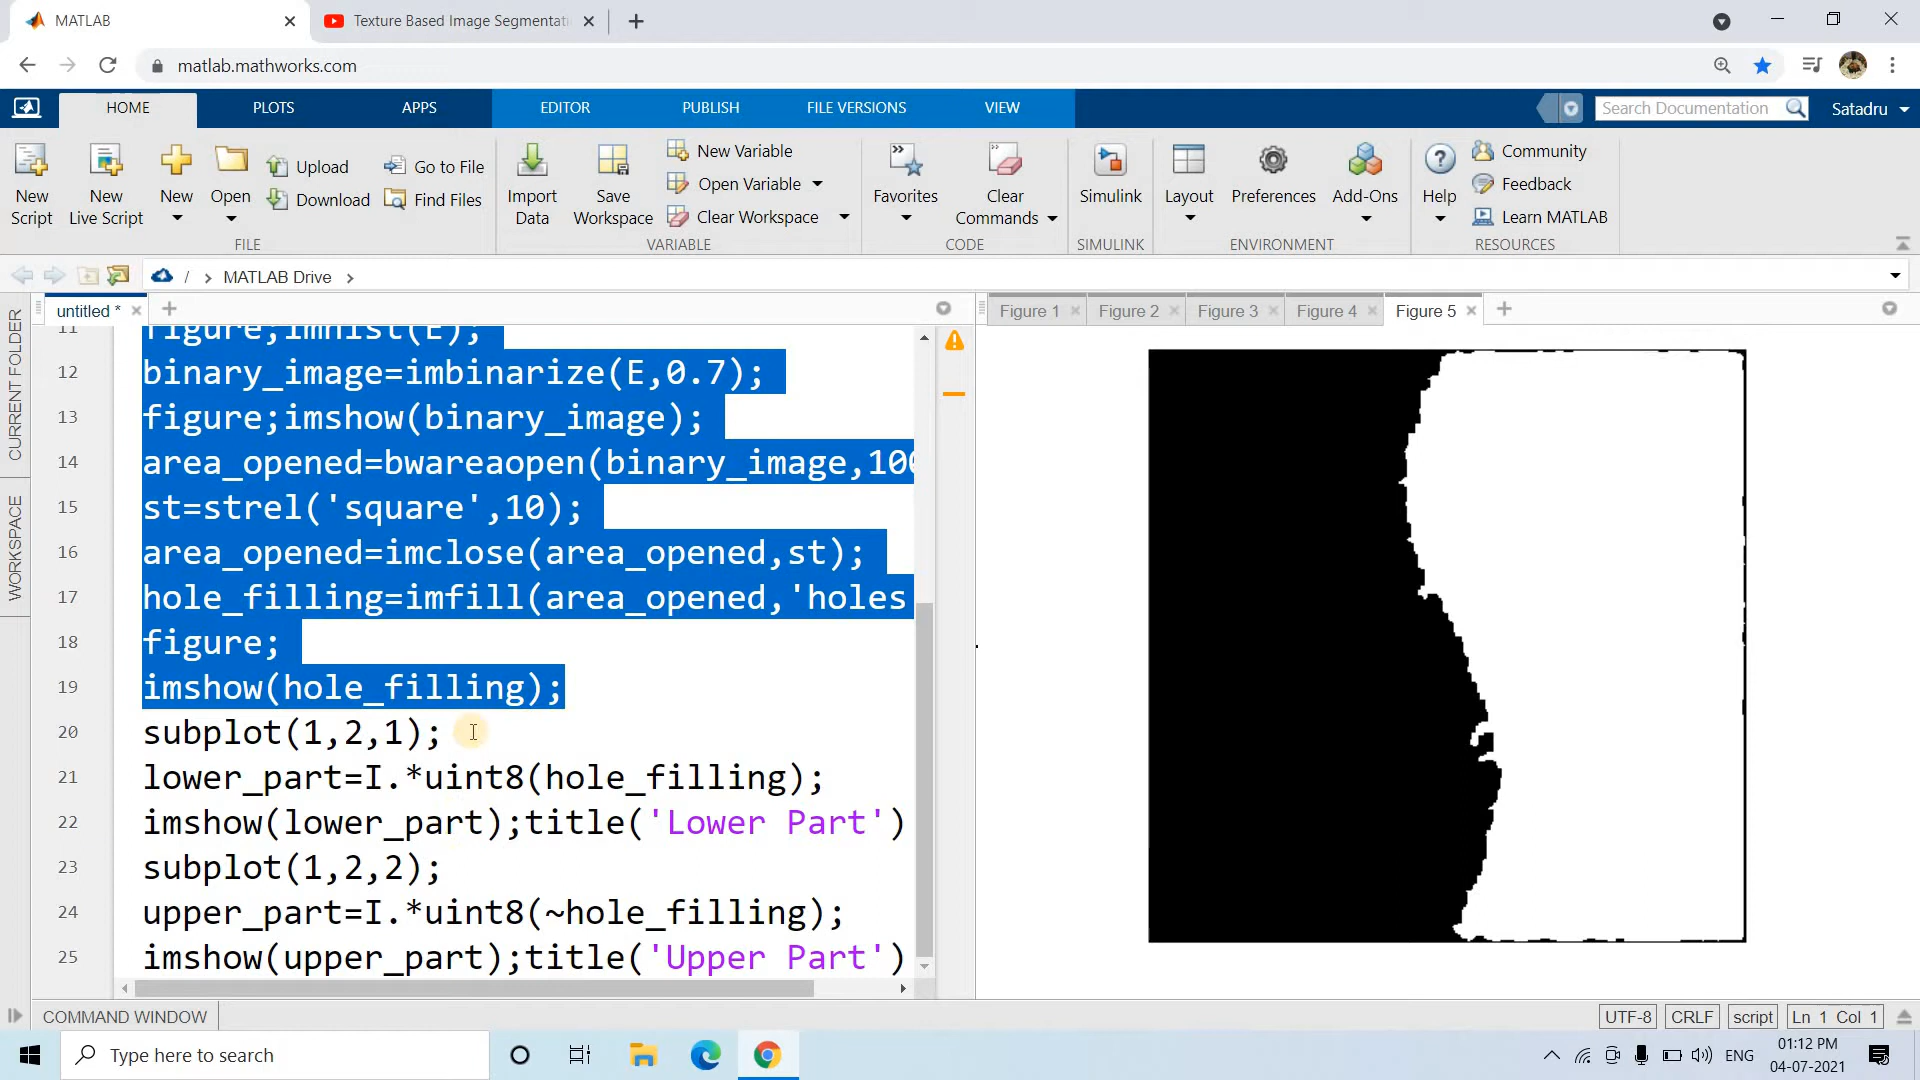 MATLAB
Texture Based Image Segmentati
matlab.mathworks.com
HOME
PLOTS
APPS
EDITOR
PUBLISH
FILE VERSIONS
VIEW
Search Documentation
Satadru
New Script
New Live Script
New
Open
Upload
Download
Go to File
Find Files
Import Data
Save Workspace
New Variable
Open Variable
Clear Workspace
Favorites
Clear Commands
Simulink
Layout
Preferences
Add-Ons
Help
Community
Feedback
Learn MATLAB
FILE
VARIABLE
CODE
SIMULINK
ENVIRONMENT
RESOURCES
/ > MATLAB Drive >
CURRENT FOLDER
WORKSPACE
untitled *
Figure 1
Figure 2
Figure 3
Figure 4
Figure 5
11 figure;imhist(E);
12 binary_image=imbinarize(E,0.7);
13 figure;imshow(binary_image);
14 area_opened=bwareaopen(binary_image,100
15 st=strel('square',10);
16 area_opened=imclose(area_opened,st);
17 hole_filling=imfill(area_opened,'holes
18 figure;
19 imshow(hole_filling);
20 subplot(1,2,1);
21 lower_part=I.*uint8(hole_filling);
22 imshow(lower_part);title('Lower Part')
23 subplot(1,2,2);
24 upper_part=I.*uint8(~hole_filling);
25 imshow(upper_part);title('Upper Part')
COMMAND WINDOW
UTF-8
CRLF
script
Ln 1 Col 1
Type here to search
ENG
01:12 PM
04-07-2021